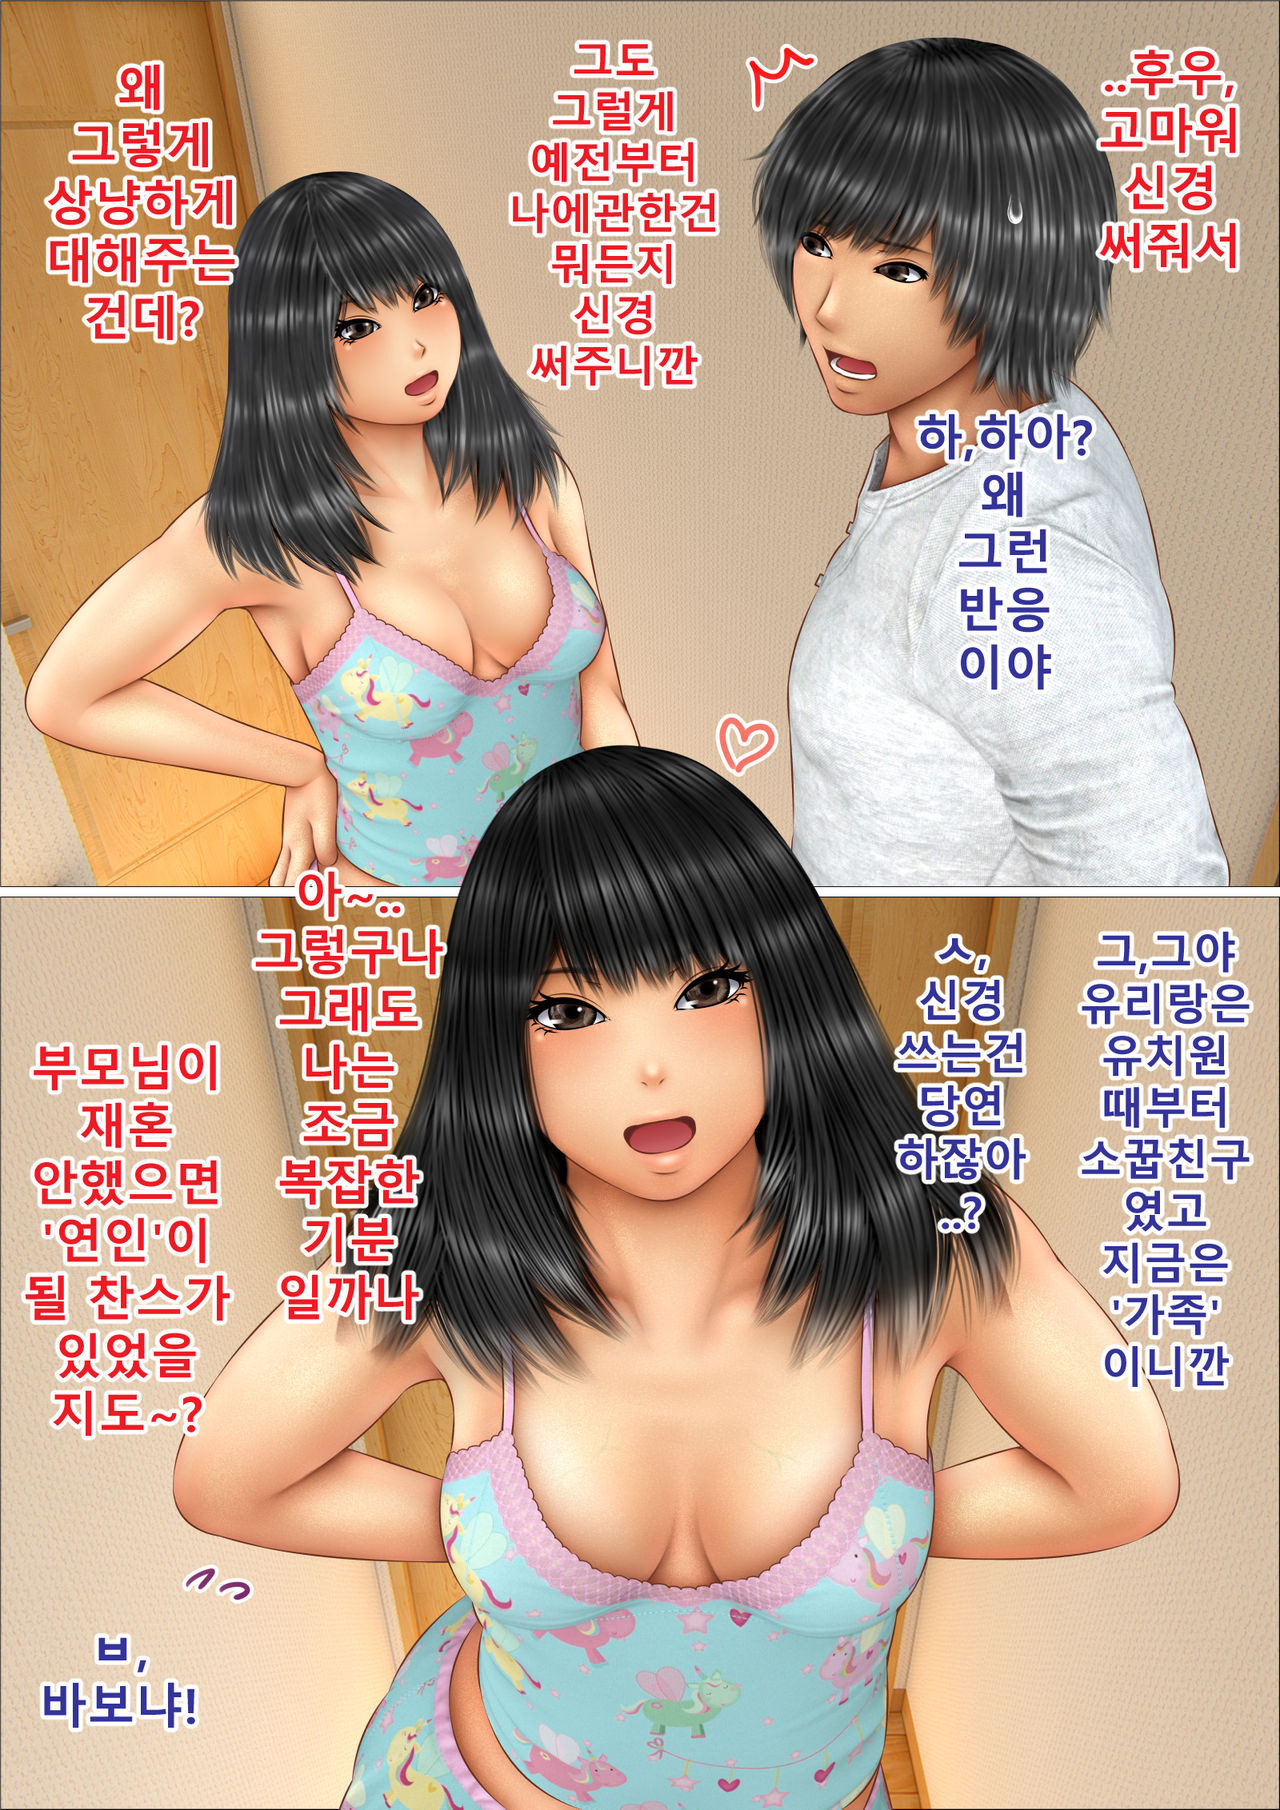 ..후우,
고마워
신경
써줘서
그도
그럴게
예전부터
나에관한건
뭐든지
신경
써주니깐
왜
그렇게
상냥하게
대해주는
건데?
하,하아?
왜
그런
반응
이야
그,그야
유리랑은
유치원
때부터
소꿉친구
였고
지금은
'가족'
이니깐
ㅅ,
신경
쓰는건
당연
하잖아
..?
아~..
그렇구나
그래도
나는
조금
복잡한
기분
일까나
부모님이
재혼
안했으면
'연인'이
될 찬스가
있었을
지도~?
ㅂ,
바보냐!